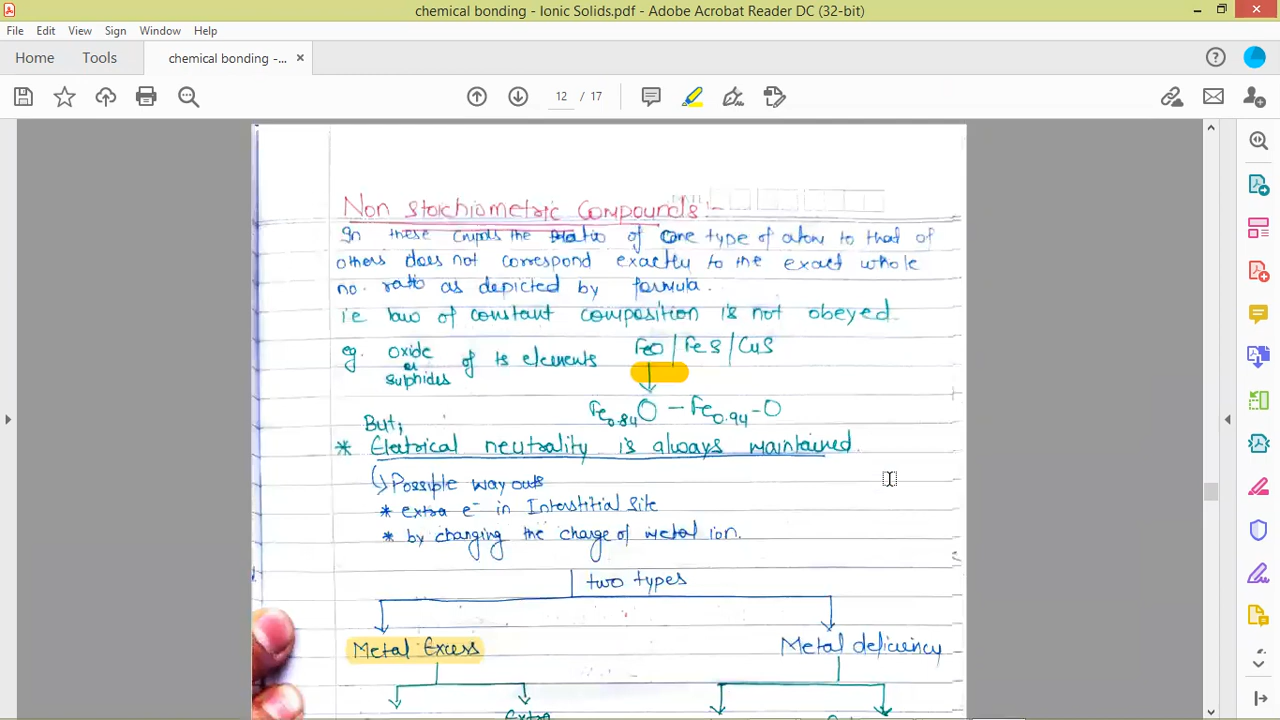 chemical bonding - Ionic Solids.pdf - Adobe Acrobat Reader DC (32-bit)
File Edit View Sign Window Help
Home Tools chemical bonding -... ×
12 / 17
Non Stoichiometric Compounds :-
In these cmpds the ratio of one type of atom to that of
others does not correspond exactly to the exact whole
no. ratio as depicted by formula.
i.e law of constant composition is not obeyed
eg. oxide or sulphides of ts elements FeO / FeS / CuS
Fe0.84O - Fe0.94-O
But,
* Eletrical neutrality is always maintained.
Possible way outs
* extra e- in Interstitial Site
* by changing the charge of metal ion.
two types
Metal Excess Metal deficiency
Extra